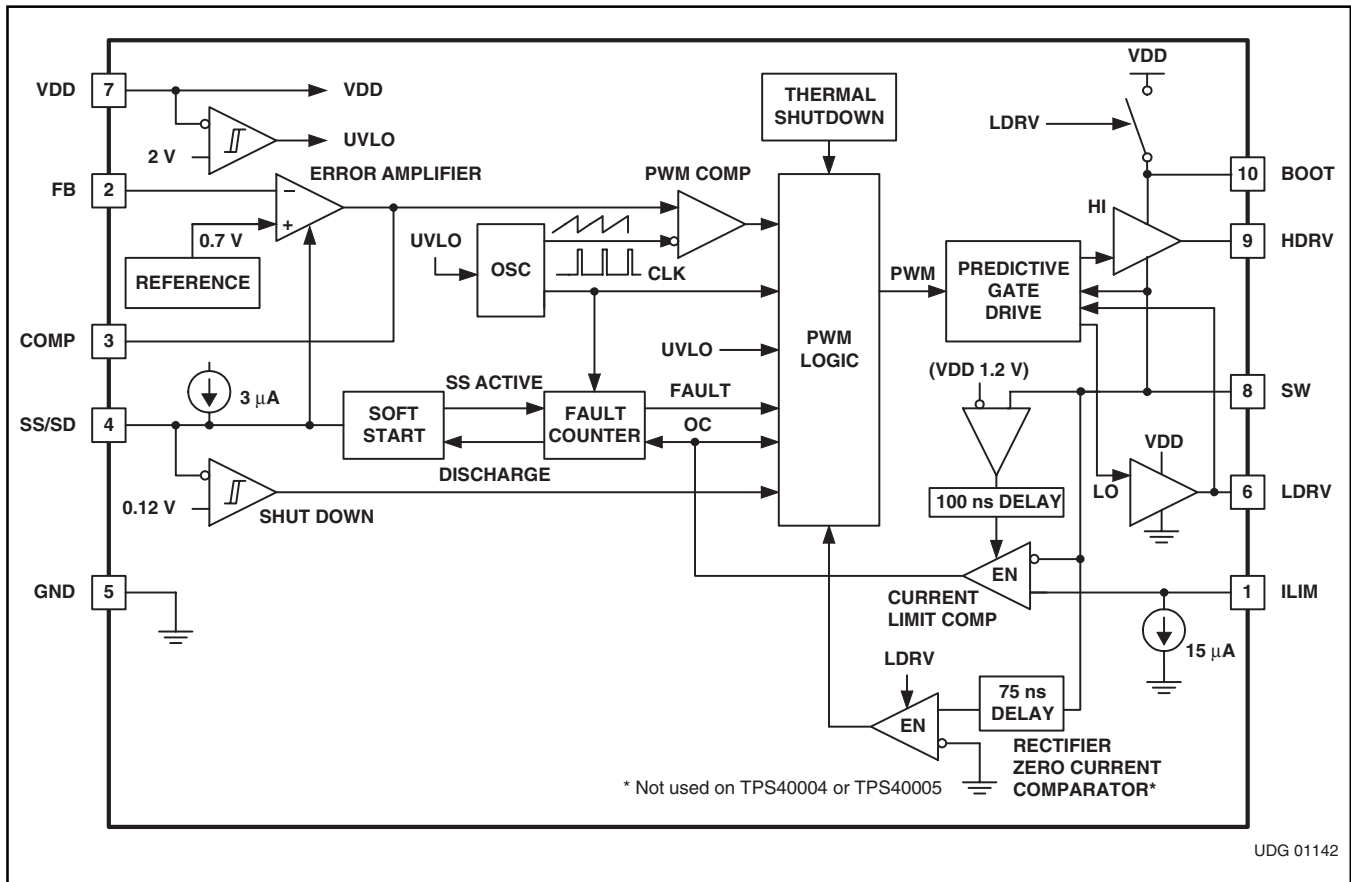 VDD
7
VDD
UVLO
2 V
FB
2
ERROR AMPLIFIER
−
+
0.7 V
REFERENCE
COMP
3
3 μA
SS/SD
4
0.12 V
SHUT DOWN
GND
5
THERMAL
SHUTDOWN
PWM COMP
UVLO
OSC
CLK
UVLO
SS ACTIVE
SOFT
START
FAULT
COUNTER
FAULT
OC
DISCHARGE
PWM
LOGIC
PWM
PREDICTIVE
GATE
DRIVE
VDD
LDRV
HI
10
BOOT
9
HDRV
(VDD 1.2 V)
8
SW
VDD
LO
6
LDRV
100 ns DELAY
EN
CURRENT
LIMIT COMP
1
ILIM
15 μA
LDRV
EN
75 ns
DELAY
RECTIFIER
ZERO CURRENT
COMPARATOR*
* Not used on TPS40004 or TPS40005
UDG 01142